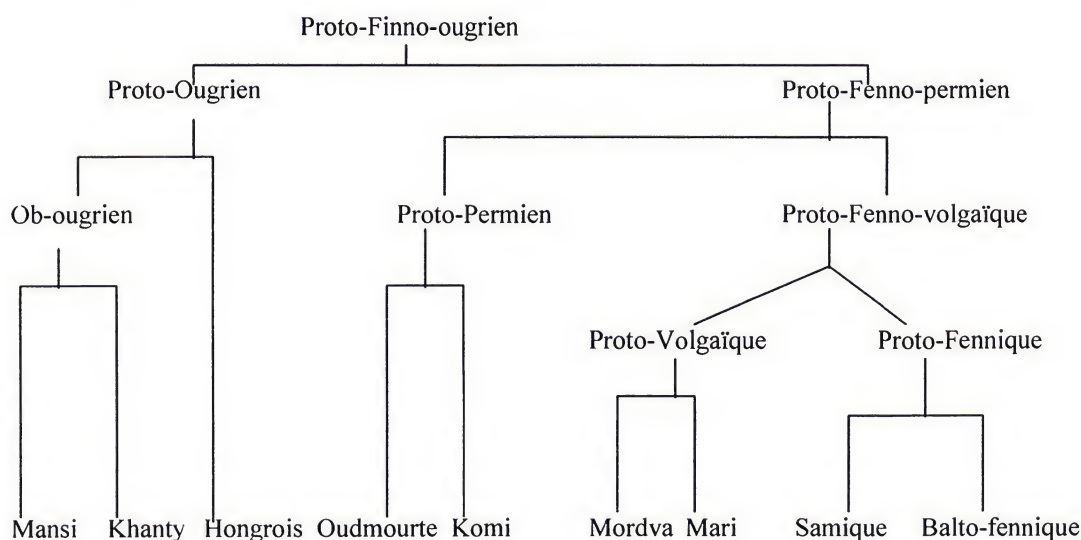 Proto-Finno-ougrien
Proto-Ougrien Proto-Fenno-permien
Ob-ougrien Proto-Permien Proto-Fenno-volgaïque
Proto-Volgaïque Proto-Fennique
Mansi Khanty Hongrois Oudmourte Komi Mordva Mari Samique Balto-fennique